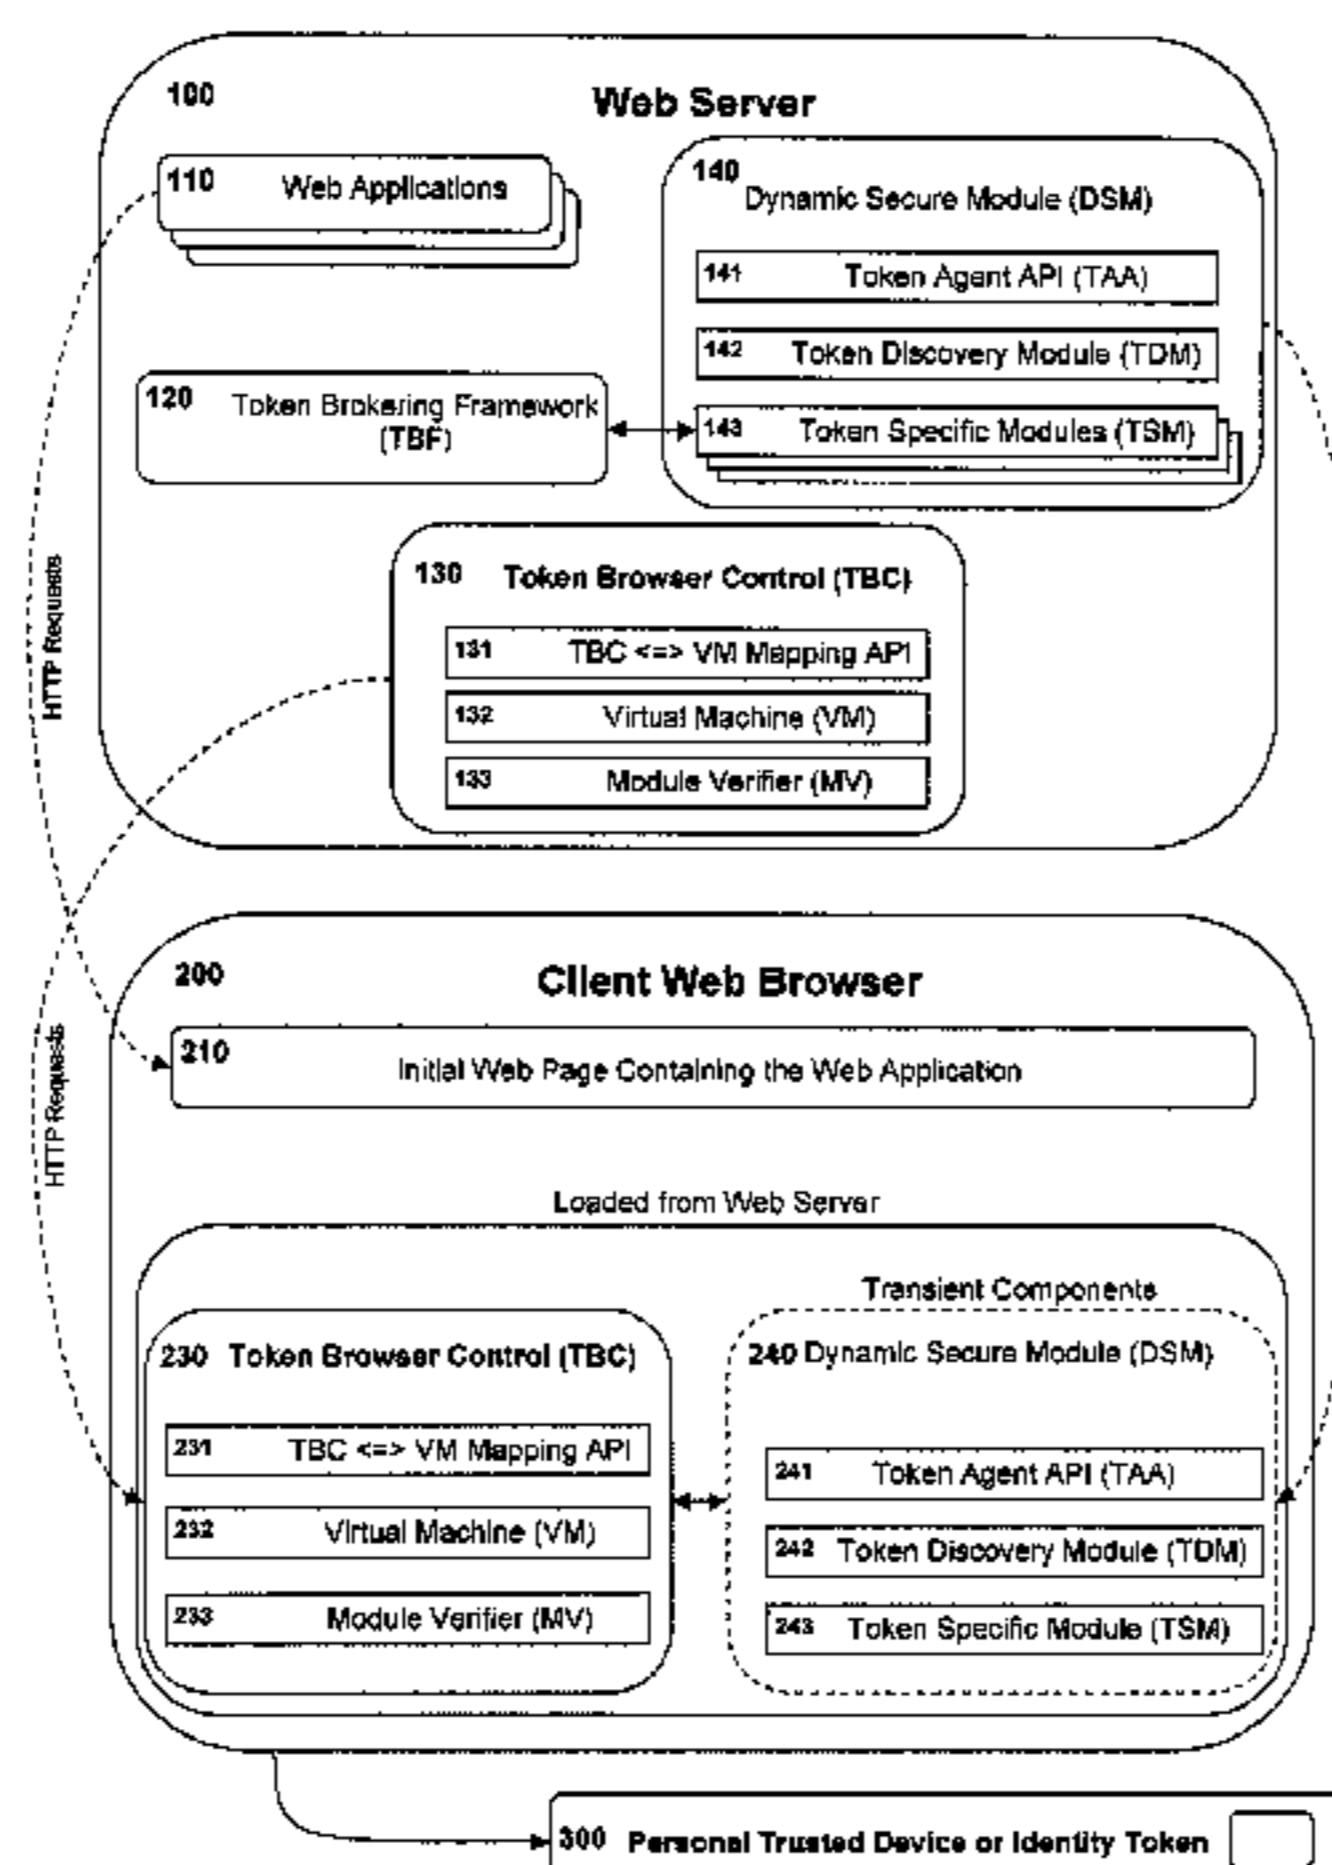 100 Web Server
110 Web Applications
140
Dynamic Secure Module (DSM)
141 Token Agent API (TAA)
142 Token Discovery Module (TDM)
120 Token Brokering Framework
(TBF)
143 Token Specific Modules (TSM)
HTTP Requests
130 Token Browser Control (TBC)
131 TBC <=> VM Mapping API
132 Virtual Machine (VM)
133 Module Verifier (MV)
200 Client Web Browser
210 Initial Web Page Containing the Web Application
HTTP Requests
Loaded from Web Server
Transient Components
230 Token Browser Control (TBC)
240 Dynamic Secure Module (DSM)
231 TBC <=> VM Mapping API
241 Token Agent API (TAA)
232 Virtual Machine (VM)
242 Token Discovery Module (TDM)
233 Module Verifier (MV)
243 Token Specific Module (TSM)
300 Personal Trusted Device or Identity Token